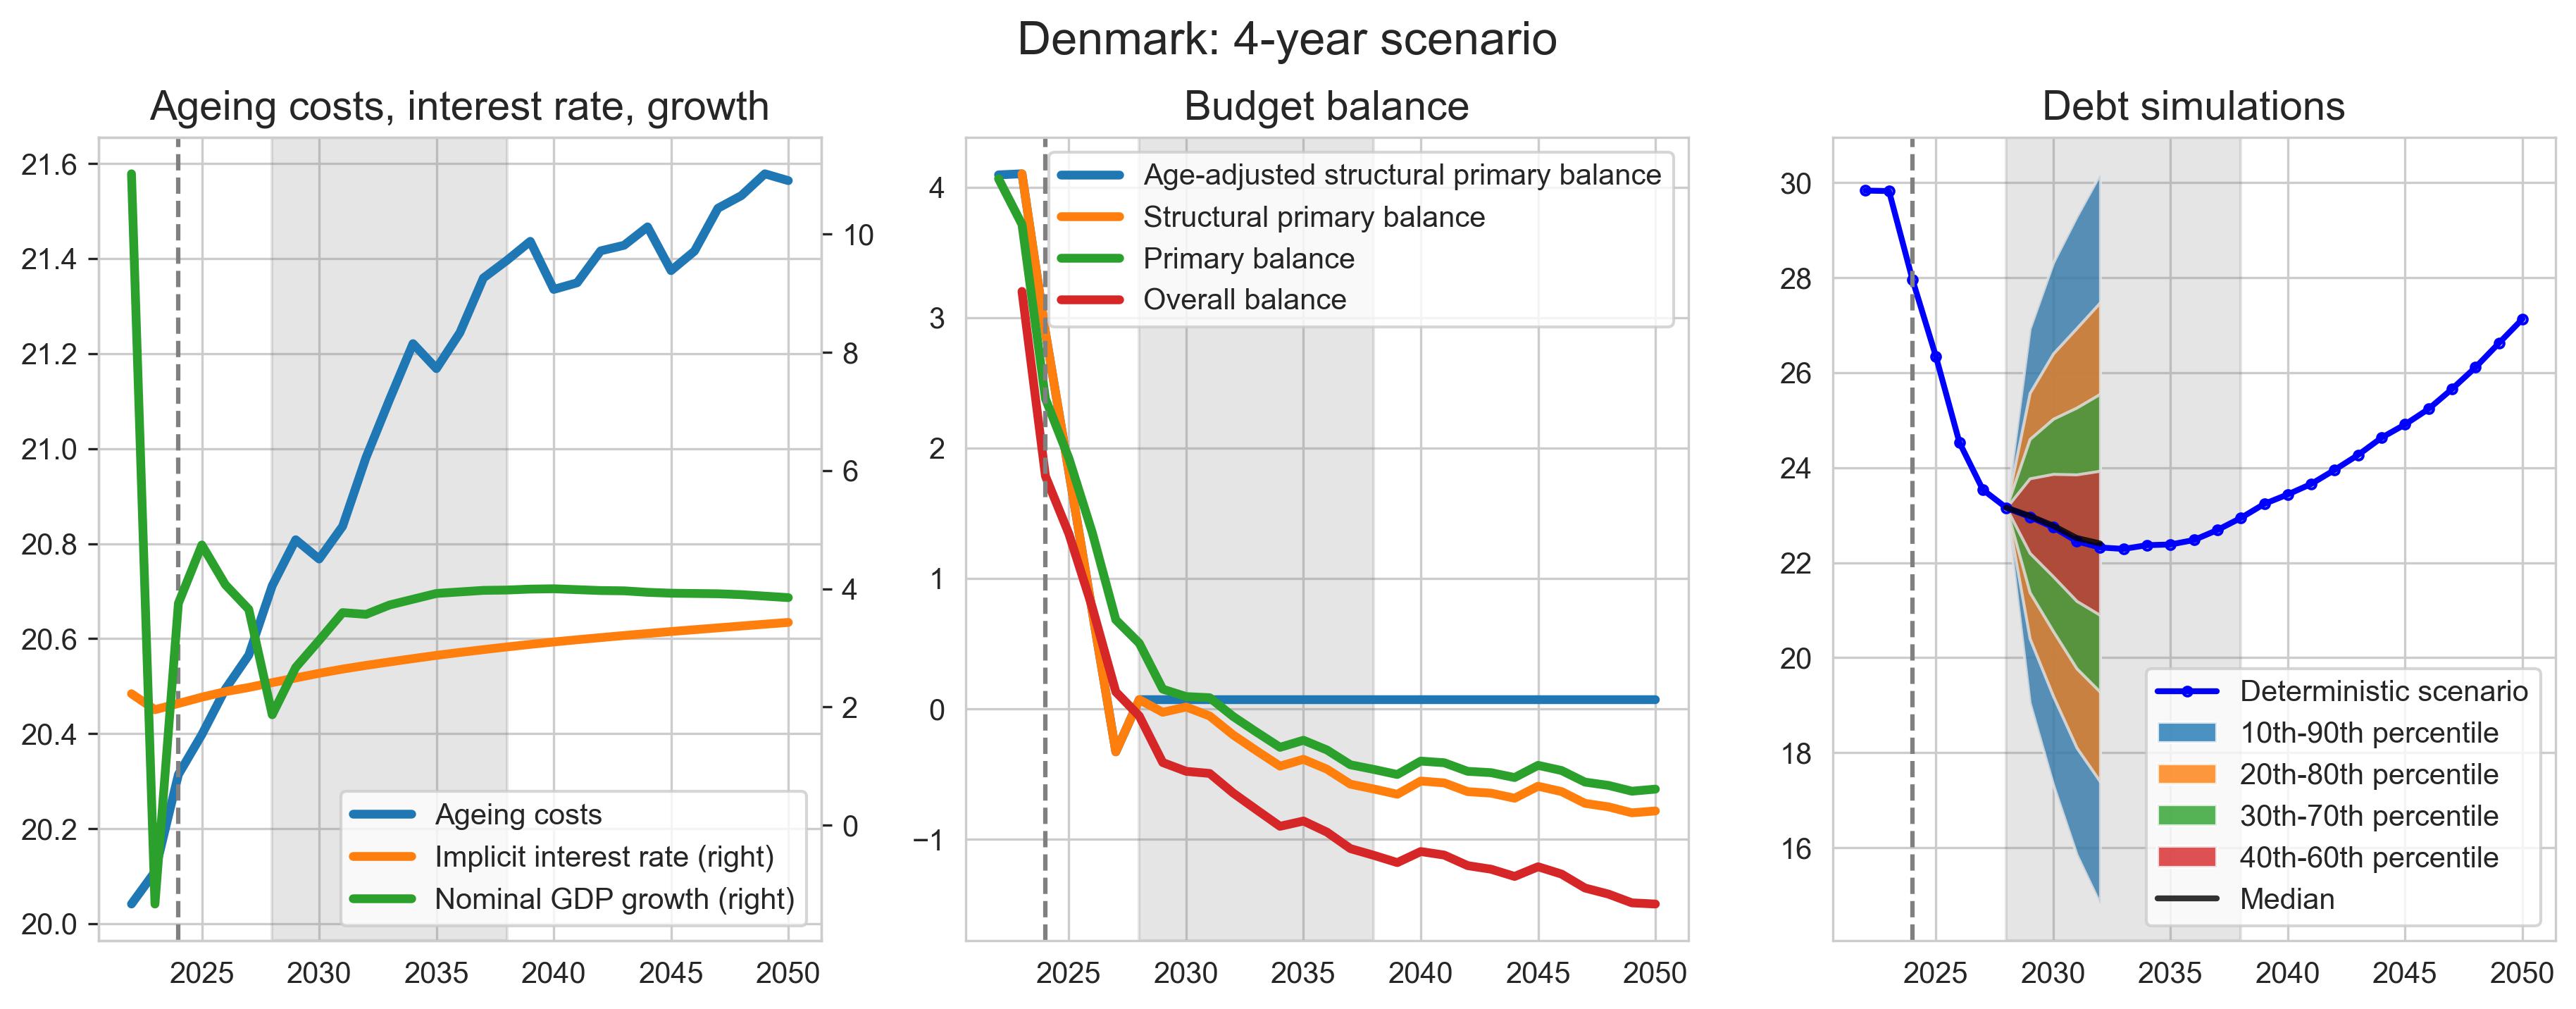 Denmark: 4-year scenario
Ageing costs, interest rate, growth
21.6
21.4
21.2
21.0
20.8
20.6
20.4
20.2
20.0
10
8
6
4
2
0
2025 2030 2035 2040 2045 2050
Ageing costs
Implicit interest rate (right)
Nominal GDP growth (right)
Budget balance
4
3
2
1
0
−1
2025 2030 2035 2040 2045 2050
Age-adjusted structural primary balance
Structural primary balance
Primary balance
Overall balance
Debt simulations
30
28
26
24
22
20
18
16
2025 2030 2035 2040 2045 2050
Deterministic scenario
10th-90th percentile
20th-80th percentile
30th-70th percentile
40th-60th percentile
Median